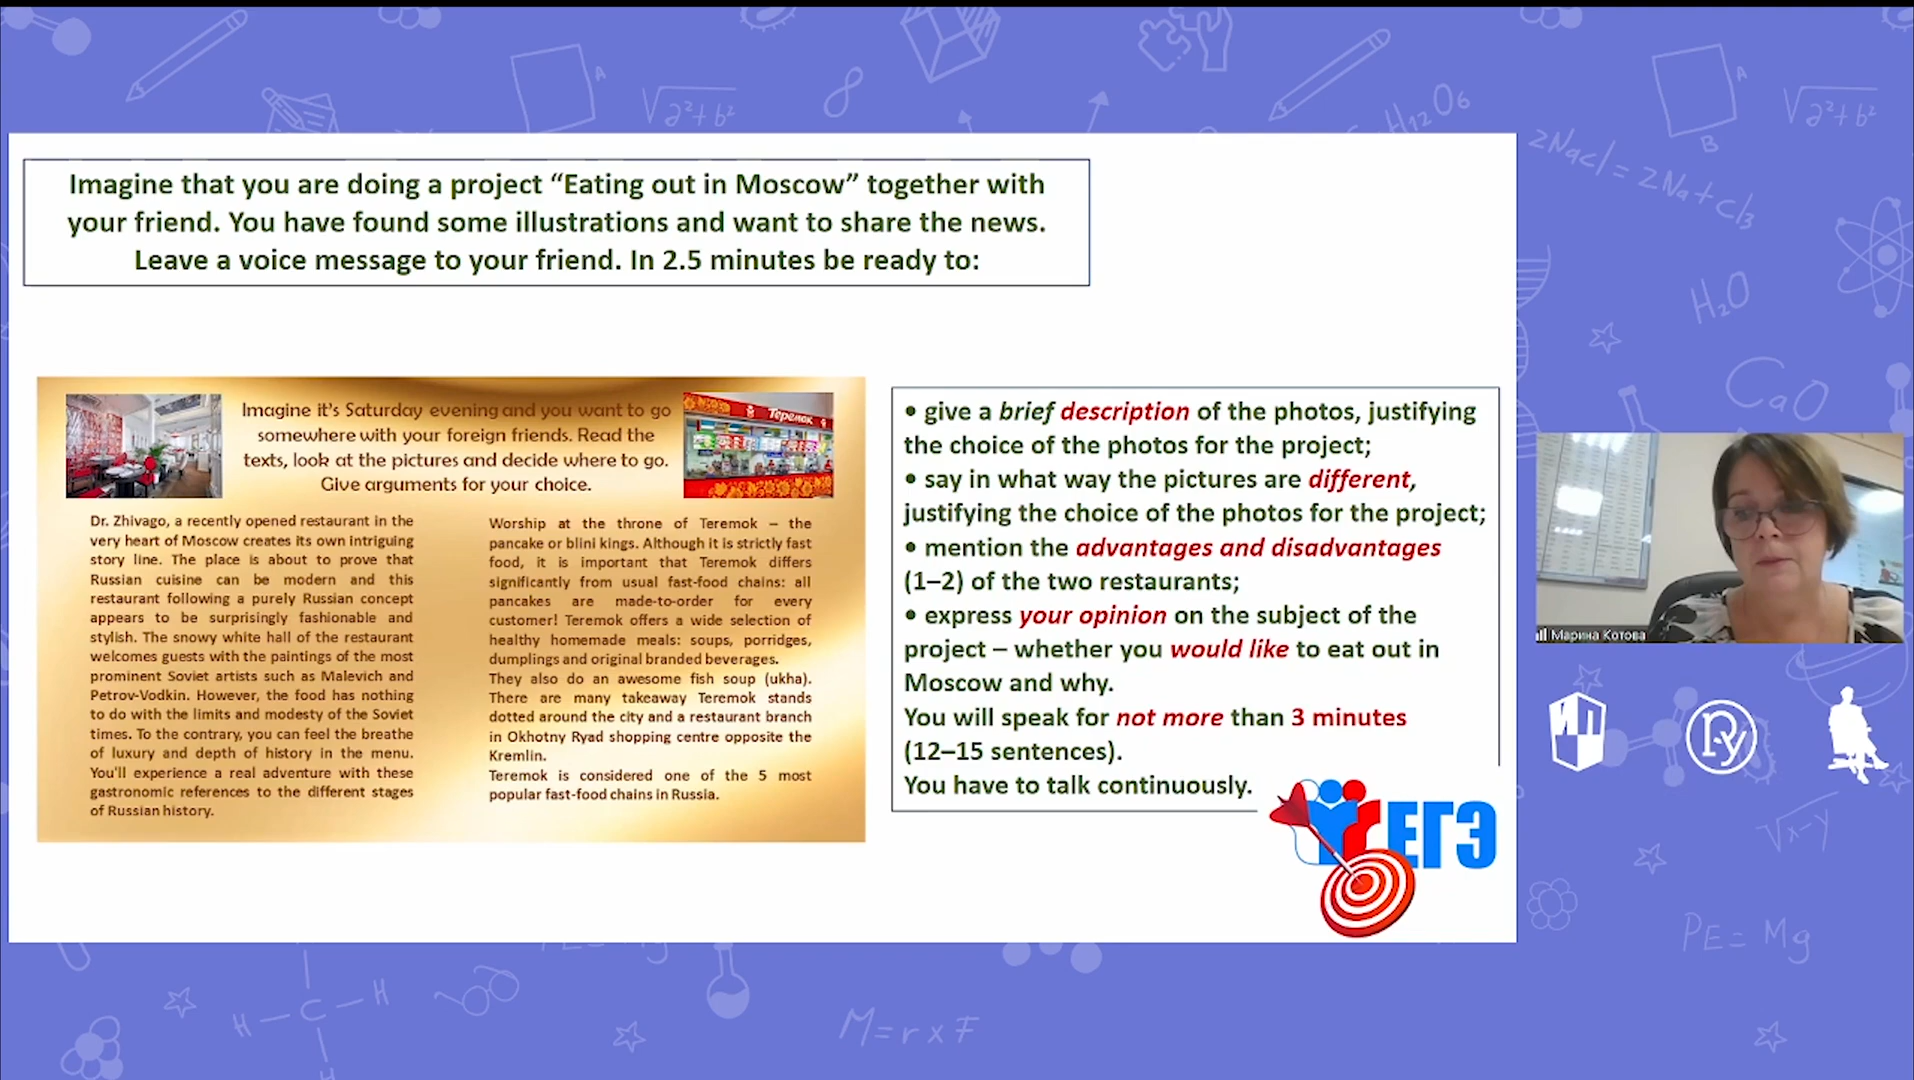 Imagine that you are doing a project “Eating out in Moscow” together with
your friend. You have found some illustrations and want to share the news.
Leave a voice message to your friend. In 2.5 minutes be ready to:
Imagine it's Saturday evening and you want to go
somewhere with your foreign friends. Read the
texts, look at the pictures and decide where to go.
Give arguments for your choice.
Теремок
Dr. Zhivago, a recently opened restaurant in the
very heart of Moscow creates its own intriguing
story line. The place is about to prove that
Russian cuisine can be modern and this
restaurant following a purely Russian concept
appears to be surprisingly fashionable and
stylish. The snowy white hall of the restaurant
welcomes guests with the paintings of the most
prominent Soviet artists such as Malevich and
Petrov-Vodkin. However, the food has nothing
to do with the limits and modesty of the Soviet
times. To the contrary, you can feel the breathe
of luxury and depth of history in the menu.
You'll experience a real adventure with these
gastronomic references to the different stages
of Russian history.
Worship at the throne of Teremok – the
pancake or blini kings. Although it is strictly fast
food, it is important that Teremok differs
significantly from usual fast-food chains: all
pancakes are made-to-order for every
customer! Teremok offers a wide selection of
healthy homemade meals: soups, porridges,
dumplings and original branded beverages.
They also do an awesome fish soup (ukha).
There are many takeaway Teremok stands
dotted around the city and a restaurant branch
in Okhotny Ryad shopping centre opposite the
Kremlin.
Teremok is considered one of the 5 most
popular fast-food chains in Russia.
• give a brief description of the photos, justifying
the choice of the photos for the project;
• say in what way the pictures are different,
justifying the choice of the photos for the project;
• mention the advantages and disadvantages
(1–2) of the two restaurants;
• express your opinion on the subject of the
project – whether you would like to eat out in
Moscow and why.
You will speak for not more than 3 minutes
(12–15 sentences).
You have to talk continuously.
ЕГЭ
Марина Котова
A
√a²+b²
H₁₂O₆
A
B
√a²+b²
2NaCl = 2Na + Cl₂
H₂O
CaO
√x-y
PE = Mg
H
C
H
H
M = r x F